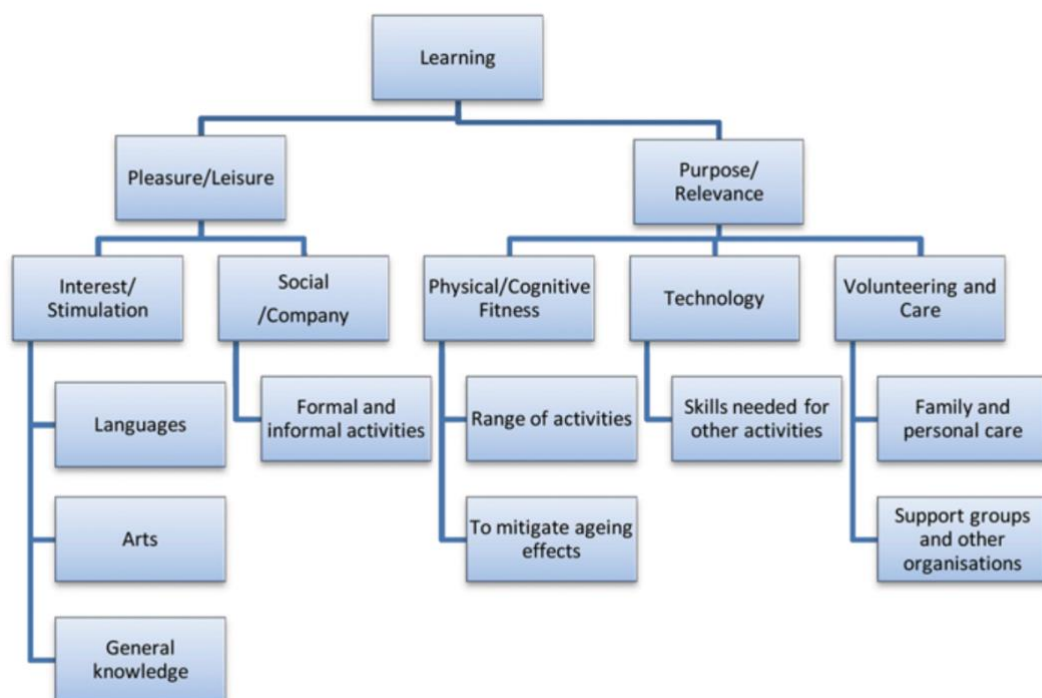 Learning
Pleasure/Leisure
Purpose/
Relevance
Interest/
Stimulation
Social
/Company
Physical/Cognitive
Fitness
Technology
Volunteering and
Care
Languages
Formal and
informal activities
Range of activities
Skills needed for
other activities
Family and
personal care
Arts
To mitigate ageing
effects
Support groups
and other
organisations
General
knowledge